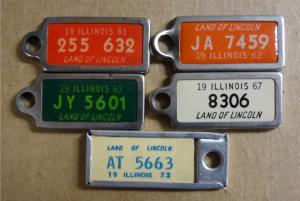 19 ILLINOIS 61
255 632
LAND OF LINCOLN
LAND OF LINCOLN
JA 7459
19 ILLINOIS 62
19 ILLINOIS 63
JY 5601
LAND OF LINCOLN
19 ILLINOIS 67
8306
LAND OF LINCOLN
LAND OF LINCOLN
AT 5663
19 ILLINOIS 72